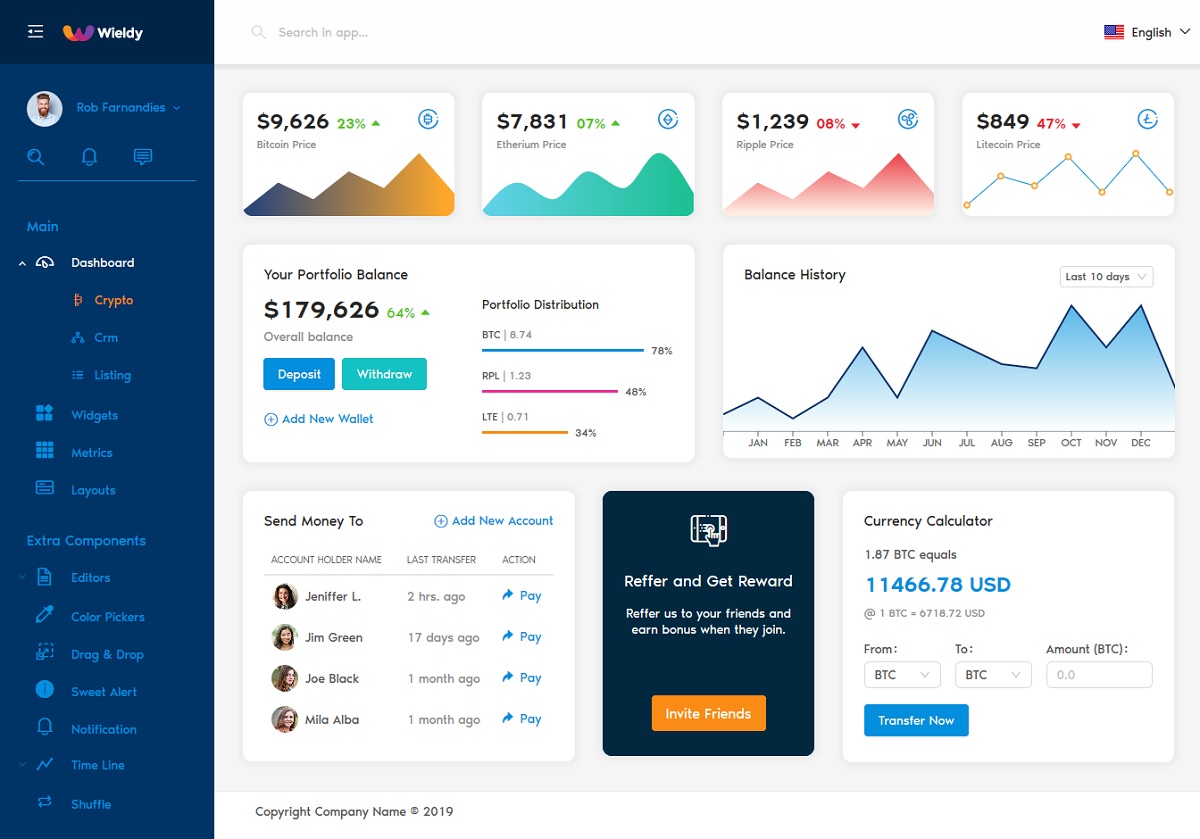 Wieldy
Search in app...
English
Rob Farnandies
Main
Dashboard
Crypto
Crm
Listing
Widgets
Metrics
Layouts
Extra Components
Editors
Color Pickers
Drag & Drop
Sweet Alert
Notification
Time Line
Shuffle
$9,626 23%
Bitcoin Price
$7,831 07%
Etherium Price
$1,239 08%
Ripple Price
$849 47%
Litecoin Price
Your Portfolio Balance
$179,626 64%
Overall balance
Deposit Withdraw
Add New Wallet
Portfolio Distribution
BTC | 8.74
78%
RPL | 1.23
48%
LTE | 0.71
34%
Balance History
Last 10 days
JAN FEB MAR APR MAY JUN JUL AUG SEP OCT NOV DEC
Send Money To Add New Account
ACCOUNT HOLDER NAME LAST TRANSFER ACTION
Jeniffer L. 2 hrs. ago Pay
Jim Green 17 days ago Pay
Joe Black 1 month ago Pay
Mila Alba 1 month ago Pay
Reffer and Get Reward
Reffer us to your friends and
earn bonus when they join.
Invite Friends
Currency Calculator
1.87 BTC equals
11466.78 USD
@ 1 BTC = 6718.72 USD
From: To: Amount (BTC):
BTC BTC 0.0
Transfer Now
Copyright Company Name © 2019